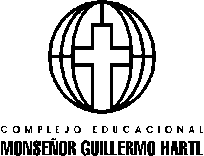 COMPLEJO EDUCACIONAL
MONSEÑOR GUILLERMO HARTL